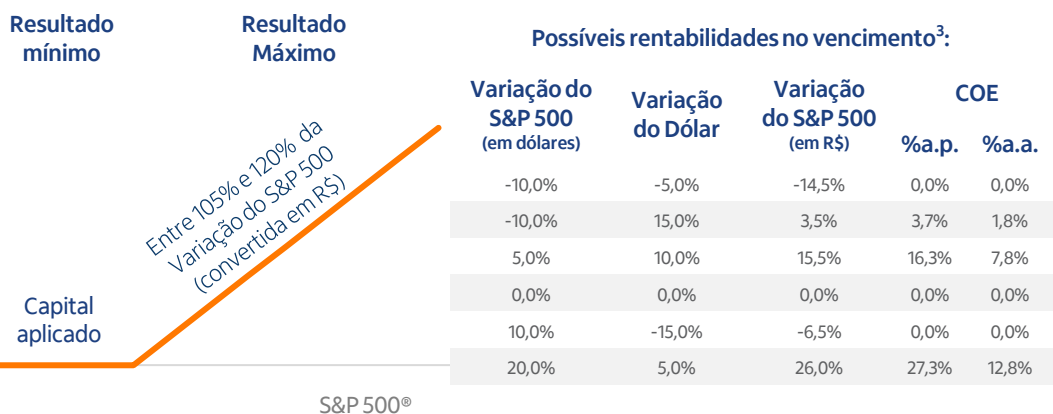 Resultado
mínimo
Resultado
Máximo
Entre 105% e 120% da
Variação do S&P 500
(convertida em R$)
Capital
aplicado
S&P 500®
Possíveis rentabilidades no vencimento³:
Variação do
S&P 500
(em dólares)
Variação
do Dólar
Variação
do S&P 500
(em R$)
COE
%a.p. %a.a.
-10,0% -5,0% -14,5% 0,0% 0,0%
-10,0% 15,0% 3,5% 3,7% 1,8%
5,0% 10,0% 15,5% 16,3% 7,8%
0,0% 0,0% 0,0% 0,0% 0,0%
10,0% -15,0% -6,5% 0,0% 0,0%
20,0% 5,0% 26,0% 27,3% 12,8%